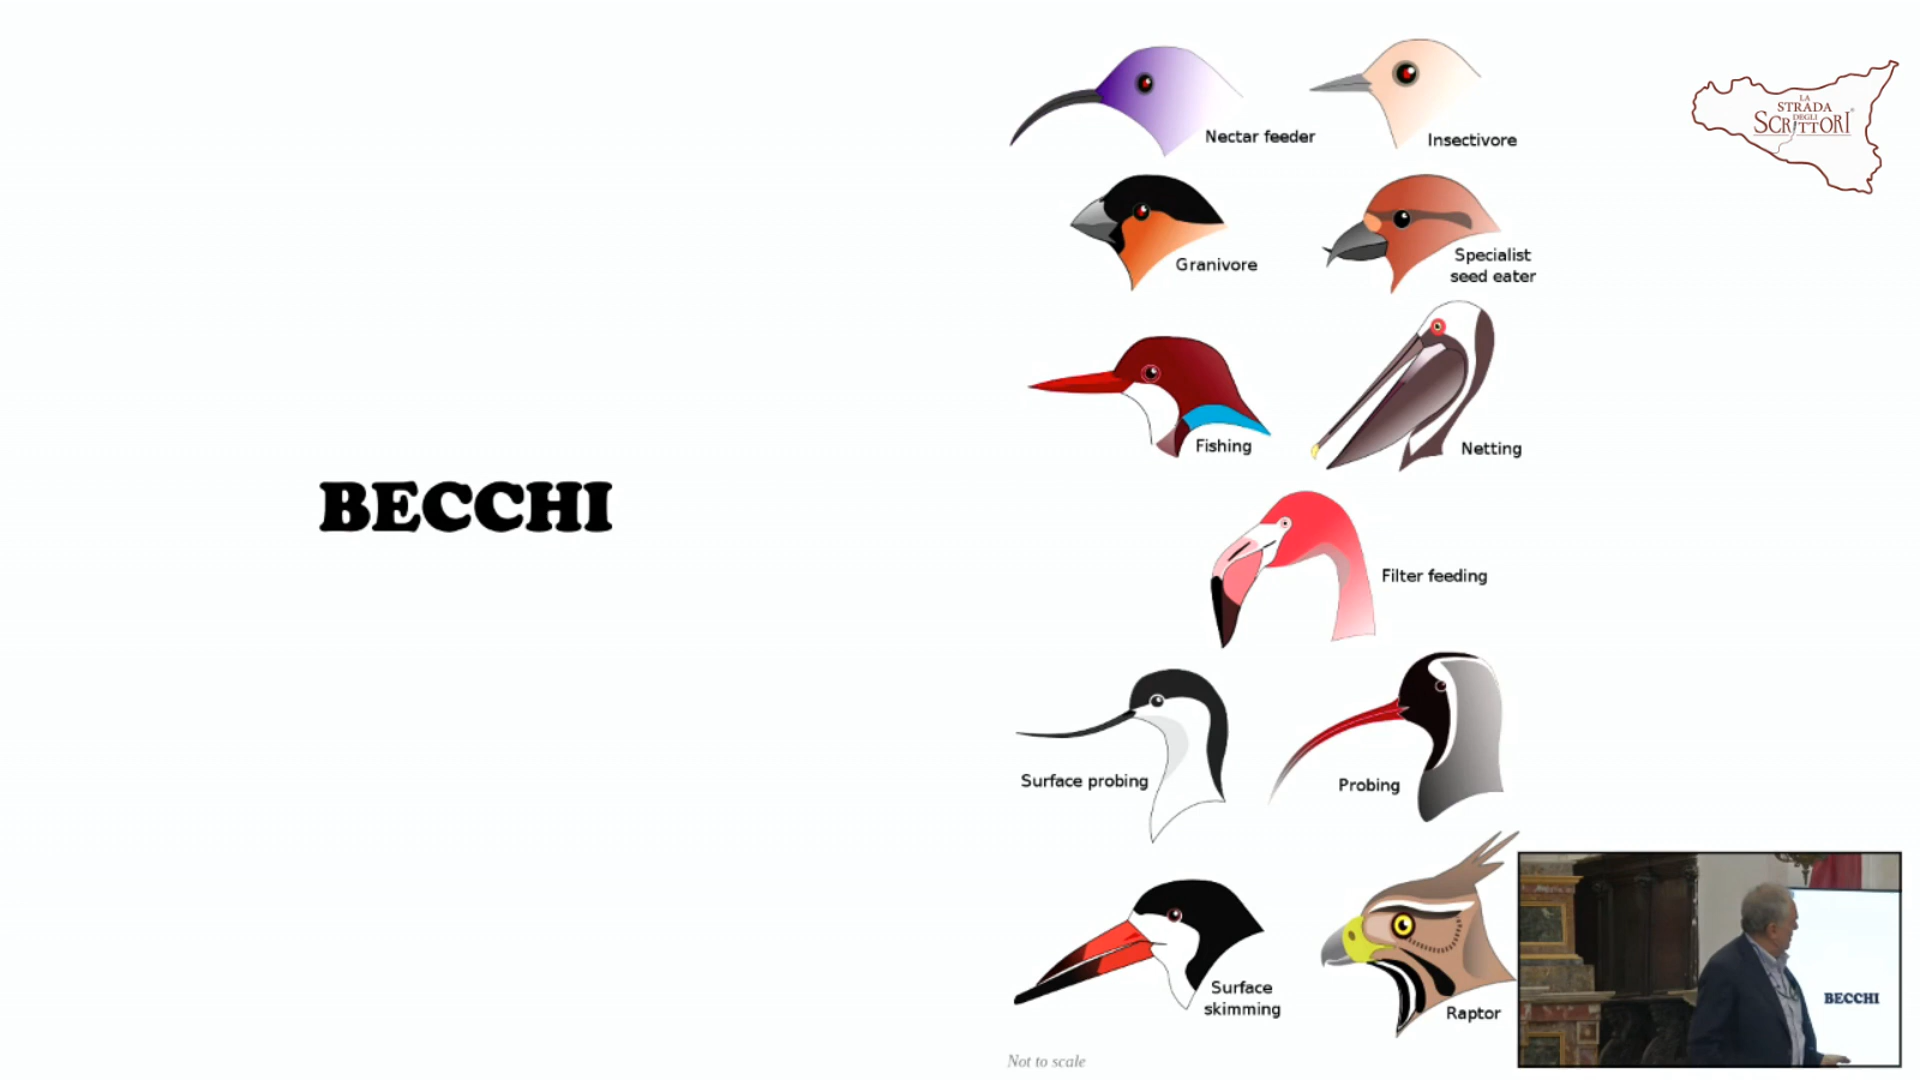 BECCHI
Nectar feeder
Insectivore
Granivore
Specialist
seed eater
Fishing
Netting
Filter feeding
Surface probing
Probing
Surface
skimming
Raptor
Not to scale
LA
STRADA
DEGLI
SCRITTORI
BECCHI